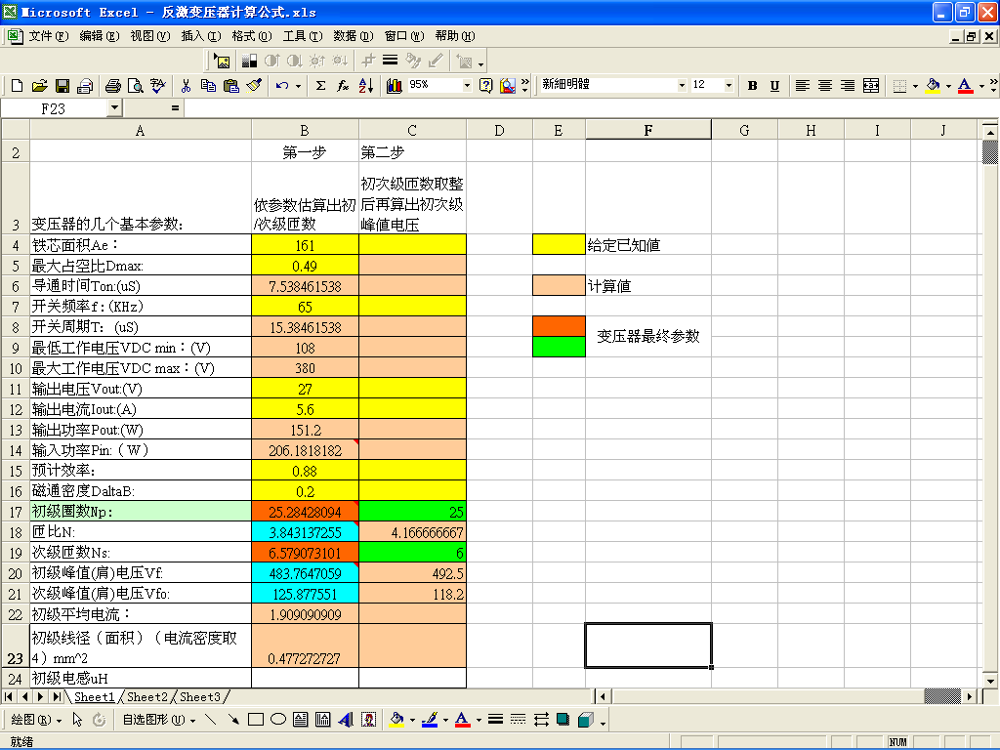 Microsoft Excel - 反激变压器计算公式.xls
文件(F) 编辑(E) 视图(V) 插入(I) 格式(O) 工具(T) 数据(D) 窗口(W) 帮助(H)
95% 新細明體 12 B U
F23 =
A B C D E F G H I J
2 第一步 第二步
3 变压器的几个基本参数: 依参数估算出初/次级匝数 初次级匝数取整后再算出初次级峰值电压
4 铁芯面积Ae： 161 给定已知值
5 最大占空比Dmax: 0.49
6 导通时间Ton:(uS) 7.538461538 计算值
7 开关频率f:(KHz) 65
8 开关周期T: (uS) 15.38461538
变压器最终参数
9 最低工作电压VDC min：(V) 108
10 最大工作电压VDC max：(V) 380
11 输出电压Vout:(V) 27
12 输出电流Iout:(A) 5.6
13 输出功率Pout:(W) 151.2
14 输入功率Pin:（W） 206.1818182
15 预计效率: 0.88
16 磁通密度DaltaB: 0.2
17 初级圈数Np: 25.28428094 25
18 匝比N: 3.843137255 4.166666667
19 次级匝数Ns: 6.579073101 6
20 初级峰值(肩)电压Vf: 483.7647059 492.5
21 次级峰值(肩)电压Vfo: 125.877551 118.2
22 初级平均电流： 1.909090909
23 初级线径（面积）（电流密度取4）mm^2 0.477272727
24 初级电感uH
Sheet1 Sheet2 Sheet3
绘图(R) 自选图形(U)
就绪 NUM